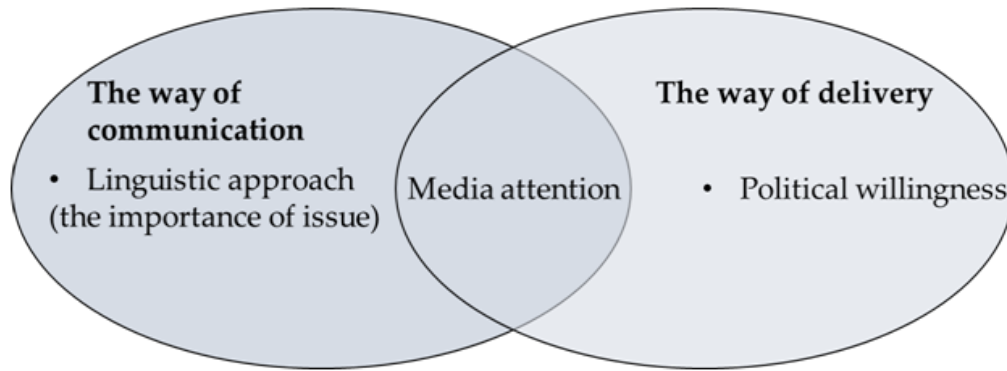 The way of
communication
• Linguistic approach
(the importance of issue)
Media attention
The way of delivery
• Political willingness